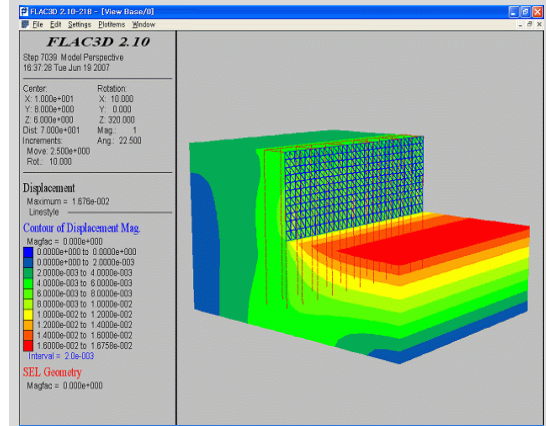 FLAC3D 2.10-218 - [View Base/0]
File Edit Settings Plotitems Window
FLAC3D 2.10
Step 7039 Model Perspective
16:37:28 Tue Jun 19 2007
Center: Rotation:
X: 1.000e+001 X: 10.000
Y: 8.000e+000 Y: 0.000
Z: 6.000e+000 Z: 320.000
Dist: 7.000e+001 Mag.: 1
Increments: Ang.: 22.500
Move: 2.500e+000
Rot.: 10.000
Displacement
Maximum = 1.676e-002
Linestyle
Contour of Displacement Mag.
Magfac = 0.000e+000
0.0000e+000 to 0.0000e+000
0.0000e+000 to 2.0000e-003
2.0000e-003 to 4.0000e-003
4.0000e-003 to 6.0000e-003
6.0000e-003 to 8.0000e-003
8.0000e-003 to 1.0000e-002
1.0000e-002 to 1.2000e-002
1.2000e-002 to 1.4000e-002
1.4000e-002 to 1.6000e-002
1.6000e-002 to 1.6758e-002
Interval = 2.0e-003
SEL Geometry
Magfac = 0.000e+000